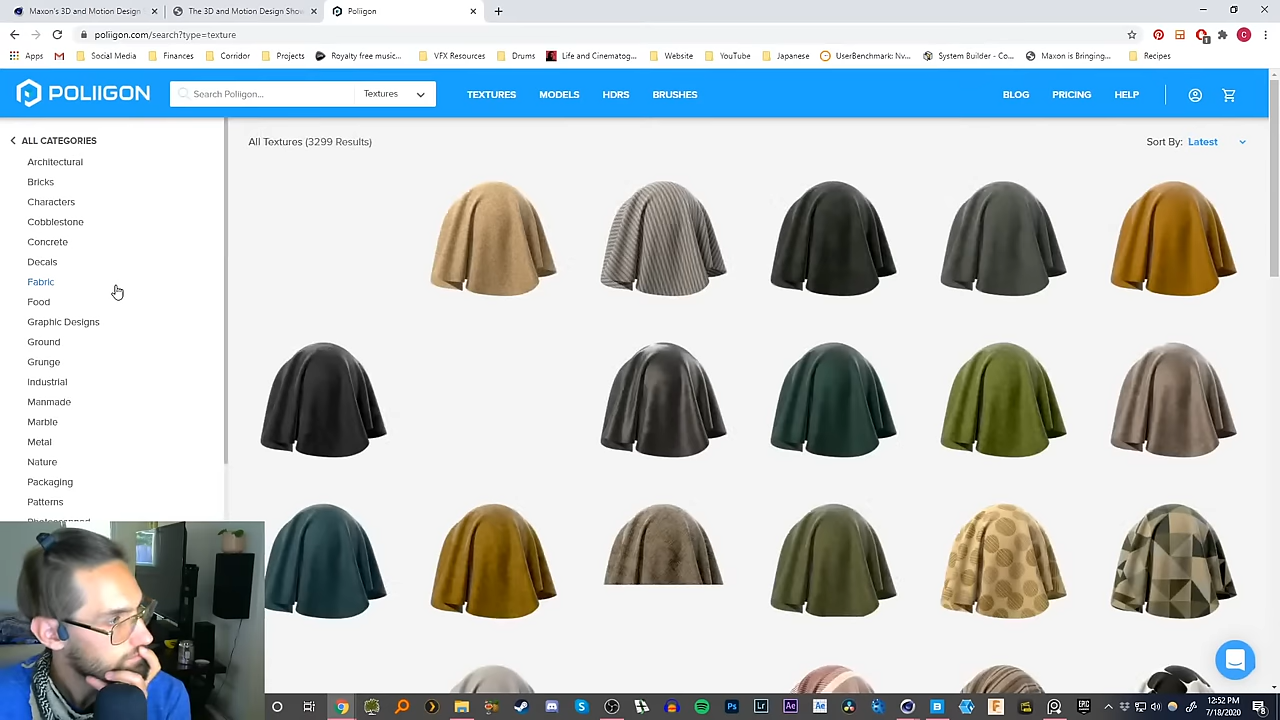 Maxon's 3D and Motion Design
The 3D and Motion Design Show
Poliigon
poliigon.com/search?type=texture
Apps
Social Media
Finances
Corridor
Projects
Royalty free music...
VFX Resources
Drums
Life and Cinematog...
Website
YouTube
Japanese
UserBenchmark: Nv...
System Builder - Co...
Maxon is Bringing...
Recipes
POLIIGON
Search Poliigon...
Textures
TEXTURES
MODELS
HDRS
BRUSHES
BLOG
PRICING
HELP
ALL CATEGORIES
All Textures (3299 Results)
Sort By: Latest
Architectural
Bricks
Characters
Cobblestone
Concrete
Decals
Fabric
Food
Graphic Designs
Ground
Grunge
Industrial
Manmade
Marble
Metal
Nature
Packaging
Patterns
12:52 PM
7/18/2020